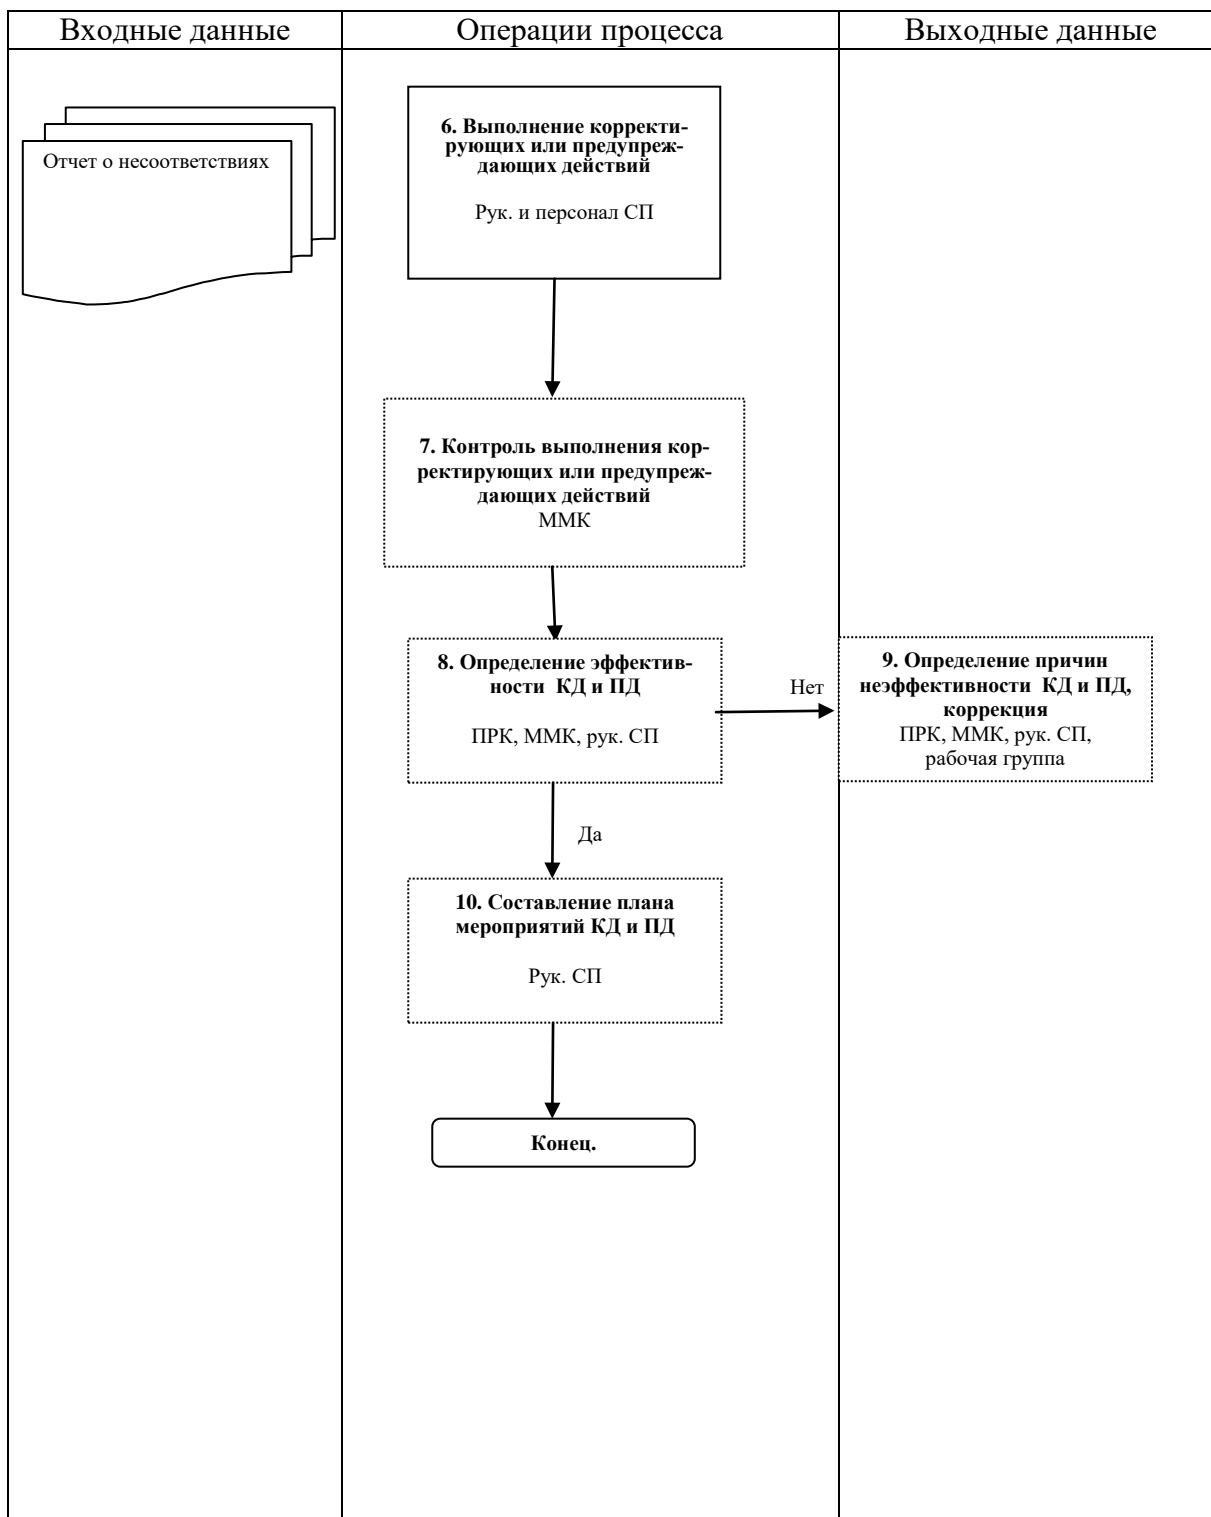 Входные данные
Операции процесса
Выходные данные
Отчет о несоответствиях
6. Выполнение корректи-
рующих или предупреж-
дающих действий
Рук. и персонал СП
7. Контроль выполнения кор-
ректирующих или предупреж-
дающих действий
ММК
8. Определение эффектив-
ности КД и ПД
ПРК, ММК, рук. СП
Нет
9. Определение причин
неэффективности КД и ПД,
коррекция
ПРК, ММК, рук. СП,
рабочая группа
Да
10. Составление плана
мероприятий КД и ПД
Рук. СП
Конец.